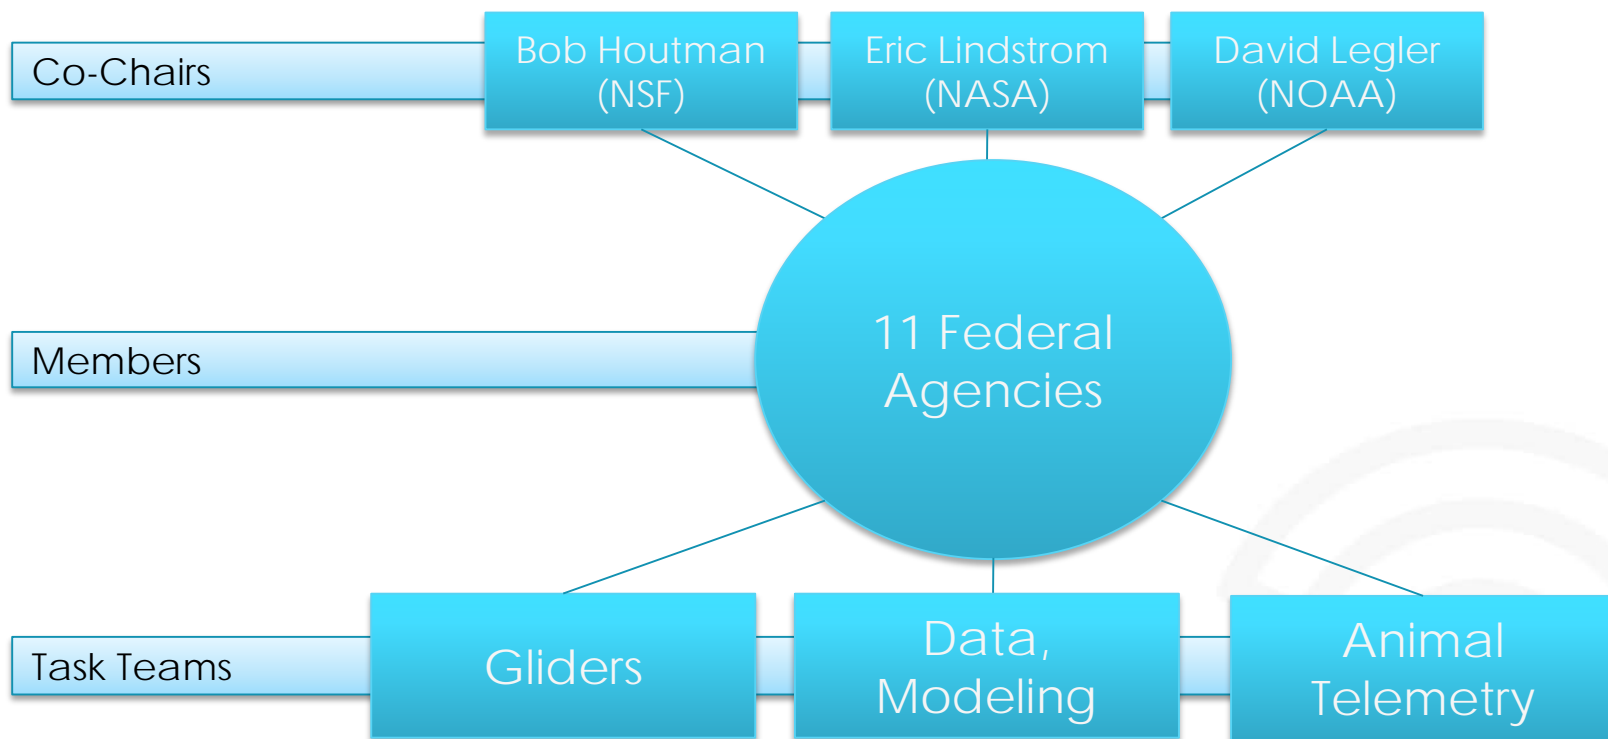 Co-Chairs
Bob Houtman
(NSF)
Eric Lindstrom
(NASA)
David Legler
(NOAA)
Members
11 Federal
Agencies
Task Teams
Gliders
Data,
Modeling
Animal
Telemetry